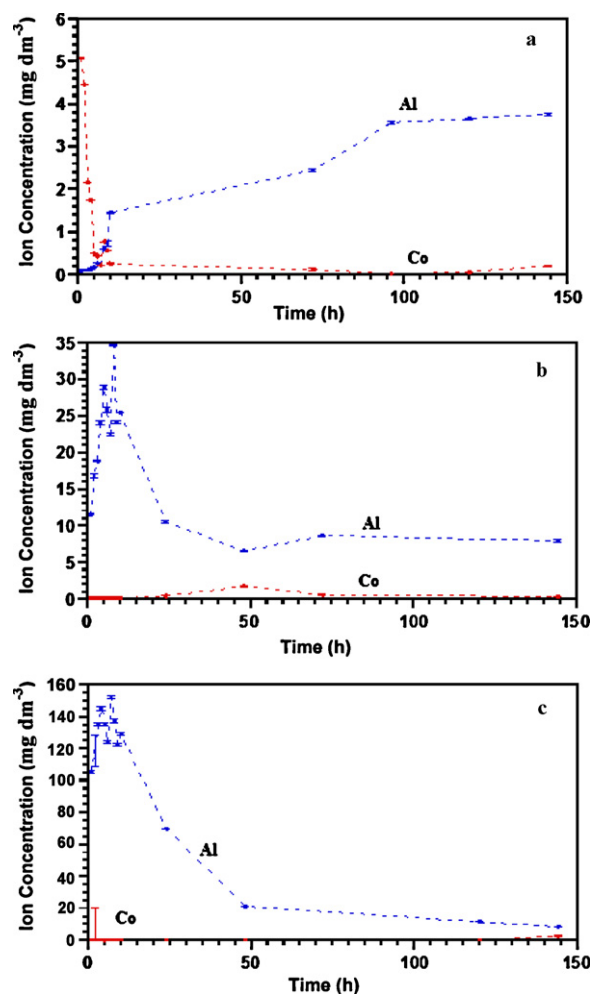 a
Ion Concentration (mg dm⁻³)
6
5
4
3
2
1
0
Al
Co
0 50 100 150
Time (h)
b
Ion Concentration (mg dm⁻³)
35
30
25
20
15
10
5
0
Al
Co
0 50 100 150
Time (h)
c
Ion Concentration (mg dm⁻³)
160
140
120
100
80
60
40
20
0
Al
Co
0 50 100 150
Time (h)